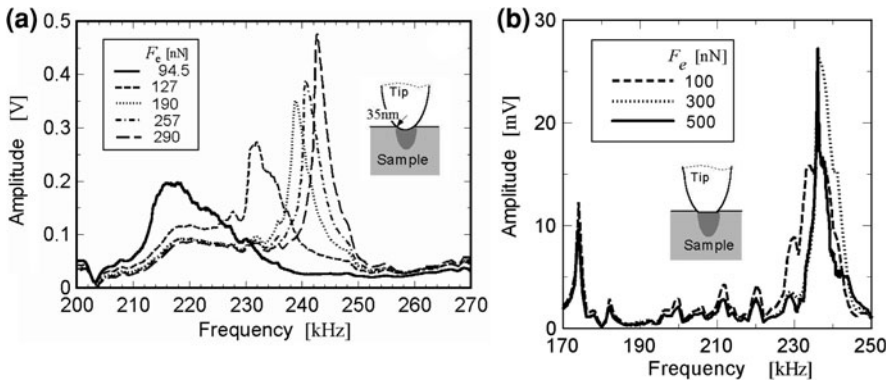 (a)
0.5
0.4
0.3
0.2
0.1
0
Amplitude [V]
200 210 220 230 240 250 260 270
Frequency [kHz]
Fe [nN]
94.5
127
190
257
290
Tip
35nm
Sample
(b)
30
20
10
0
Amplitude [mV]
170 190 210 230 250
Frequency [kHz]
Fe [nN]
100
300
500
Tip
Sample